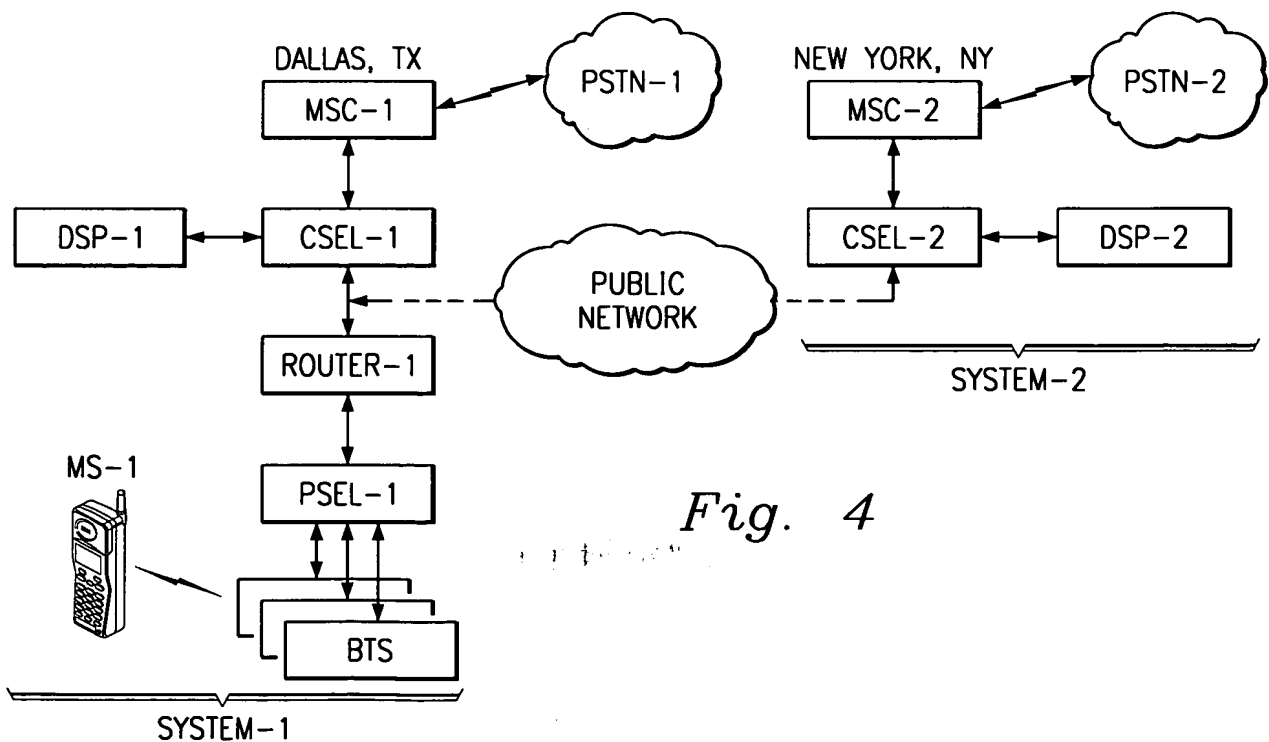 DALLAS, TX
MSC-1
PSTN-1
NEW YORK, NY
MSC-2
PSTN-2
DSP-1
CSEL-1
CSEL-2
DSP-2
PUBLIC
NETWORK
ROUTER-1
SYSTEM-2
MS-1
PSEL-1
Fig. 4
BTS
SYSTEM-1